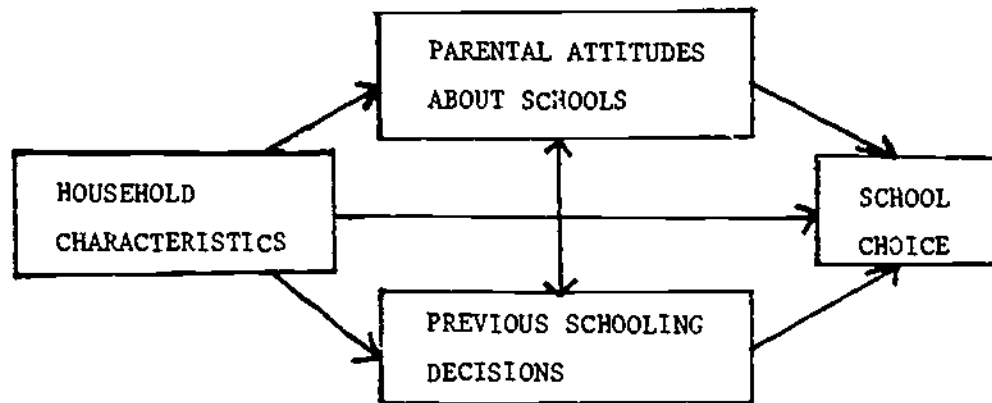 PARENTAL ATTITUDES
ABOUT SCHOOLS
HOUSEHOLD
CHARACTERISTICS
SCHOOL
CHOICE
PREVIOUS SCHOOLING
DECISIONS